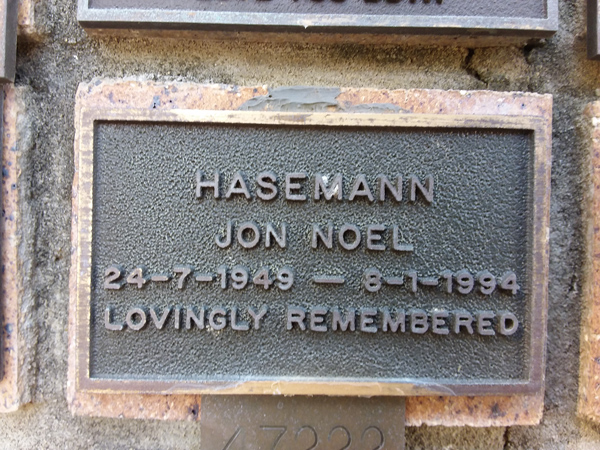 HASEMANN
JON NOEL
24-7-1949 — 8-1-1994
LOVINGLY REMEMBERED